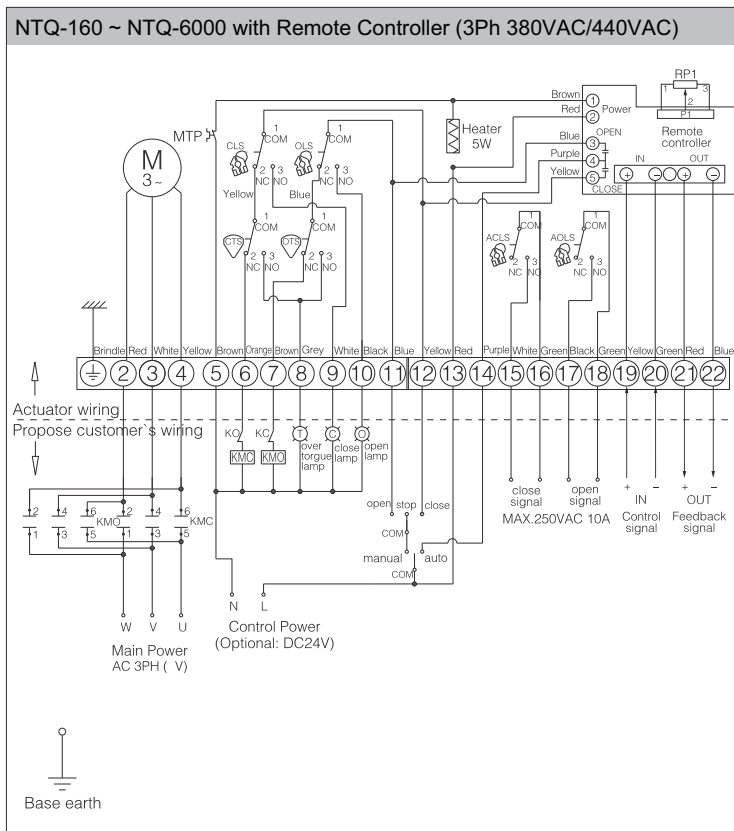 NTQ-160 ~ NTQ-6000 with Remote Controller (3Ph 380VAC/440VAC)
RP1
1 3
2
P1
Remote
controller
Brown 1
Red 2 Power
Blue 3 OPEN
Purple 4
Yellow 5
CLOSE
IN OUT
+ − + −
MTP
Heater
5W
M
3~
CLS 1 COM
OLS 1 COM
2 3
NC NO
2 3
NC NO
Yellow Blue
CTS 1 COM
OTS 1 COM
2 3
NC NO
2 3
NC NO
ACLS 1 COM
AOLS 1 COM
2 3
NC NO
2 3
NC NO
Brindle Red White Yellow Brown Orange Brown Grey White Black Blue Yellow Red Purple White Green Black Green Yellow Green Red Blue
2 3 4 5 6 7 8 9 10 11 12 13 14 15 16 17 18 19 20 21 22
Actuator wiring
Propose customer`s wiring
KO KC T C O
KMC KMO
over
torgue
lamp
close
lamp
open
lamp
open stop close
COM
manual auto
COM
close
signal
open
signal
MAX.250VAC 10A
+ −
IN
Control
signal
+ −
OUT
Feedback
signal
2 4 6 2 4 6
KMO KMC
1 3 5 1 3 5
N L
Control Power
(Optional: DC24V)
W V U
Main Power
AC 3PH ( V)
Base earth